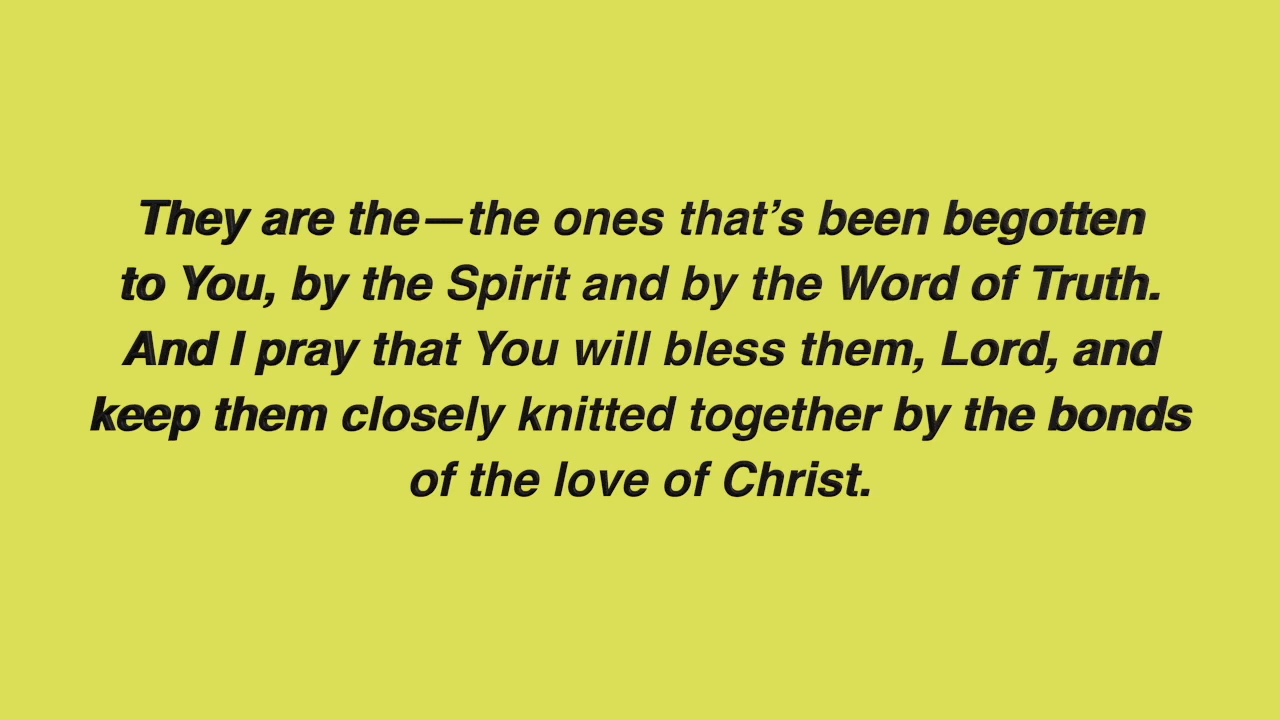 They are the—the ones that’s been begotten
to You, by the Spirit and by the Word of Truth.
And I pray that You will bless them, Lord, and
keep them closely knitted together by the bonds
of the love of Christ.